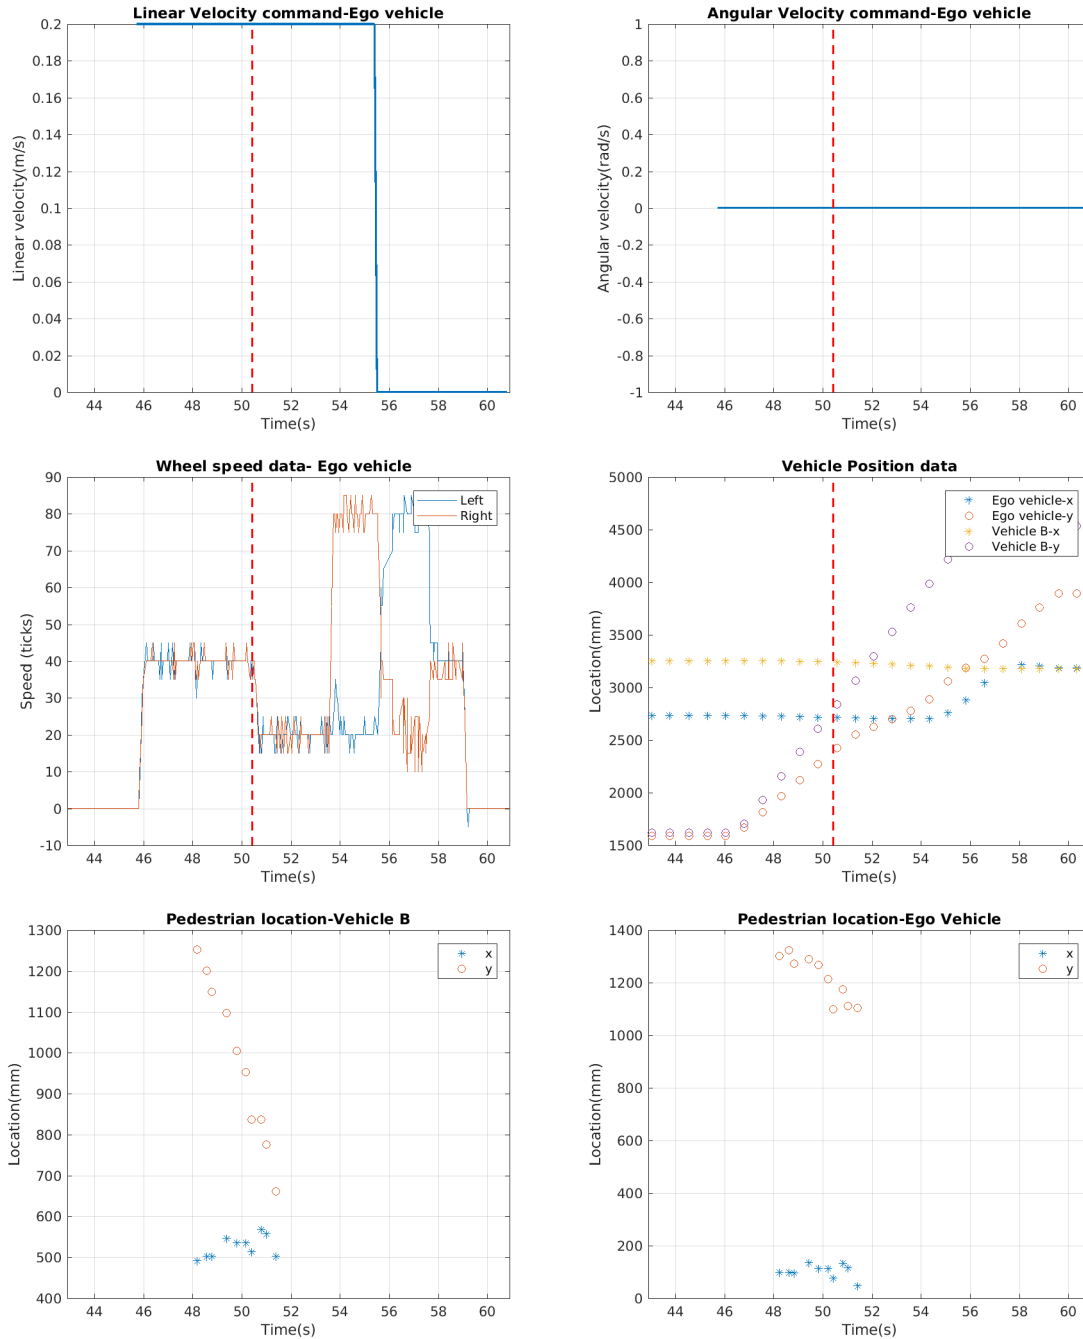 Linear Velocity command-Ego vehicle
Linear velocity(m/s)
0.2
0.18
0.16
0.14
0.12
0.1
0.08
0.06
0.04
0.02
0
44 46 48 50 52 54 56 58 60
Time(s)
Angular Velocity command-Ego vehicle
Angular velocity(rad/s)
1
0.8
0.6
0.4
0.2
0
-0.2
-0.4
-0.6
-0.8
-1
44 46 48 50 52 54 56 58 60
Time(s)
Wheel speed data- Ego vehicle
Speed (ticks)
90
80
70
60
50
40
30
20
10
0
-10
Left
Right
44 46 48 50 52 54 56 58 60
Time(s)
Vehicle Position data
Location(mm)
5000
4500
4000
3500
3000
2500
2000
1500
Ego vehicle-x
Ego vehicle-y
Vehicle B-x
Vehicle B-y
44 46 48 50 52 54 56 58 60
Time(s)
Pedestrian location-Vehicle B
Location(mm)
1300
1200
1100
1000
900
800
700
600
500
400
x
y
44 46 48 50 52 54 56 58 60
Time(s)
Pedestrian location-Ego Vehicle
Location(mm)
1400
1200
1000
800
600
400
200
0
x
y
44 46 48 50 52 54 56 58 60
Time(s)